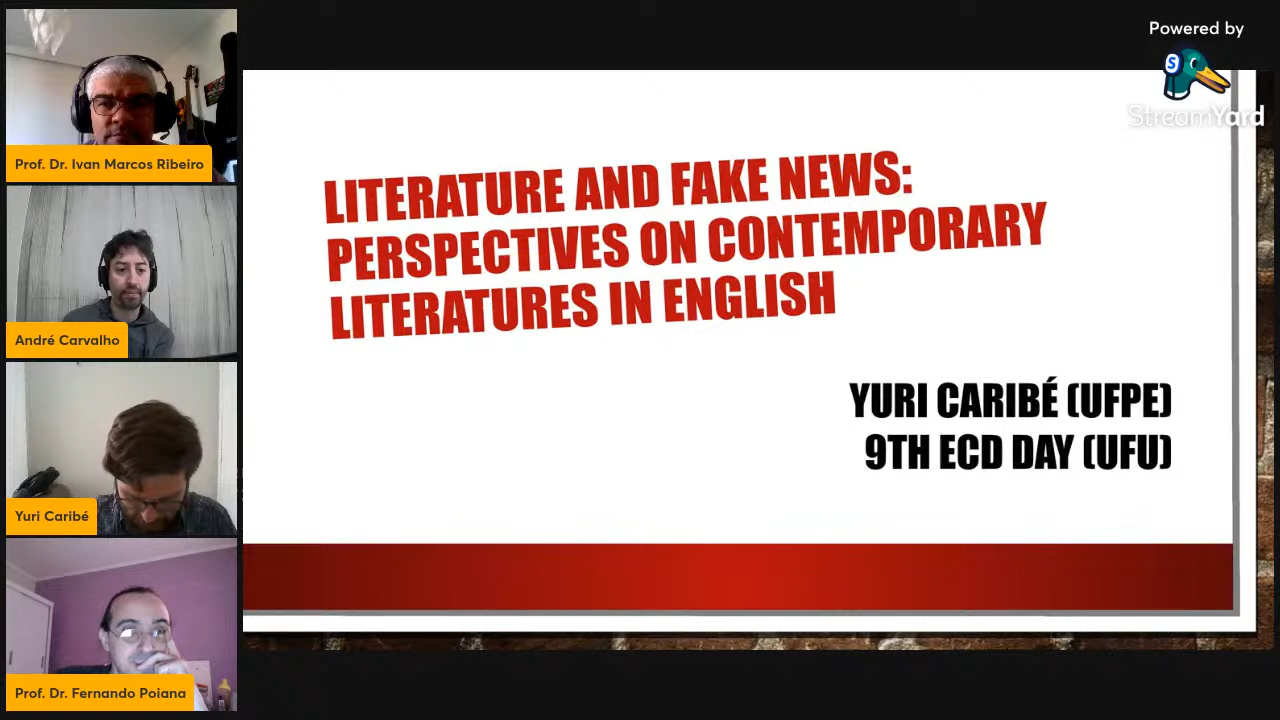 Prof. Dr. Ivan Marcos Ribeiro
André Carvalho
Yuri Caribé
Prof. Dr. Fernando Poiana
LITERATURE AND FAKE NEWS:
PERSPECTIVES ON CONTEMPORARY
LITERATURES IN ENGLISH
YURI CARIBÉ (UFPE)
9TH ECD DAY (UFU)
Powered by
S
StreamYard